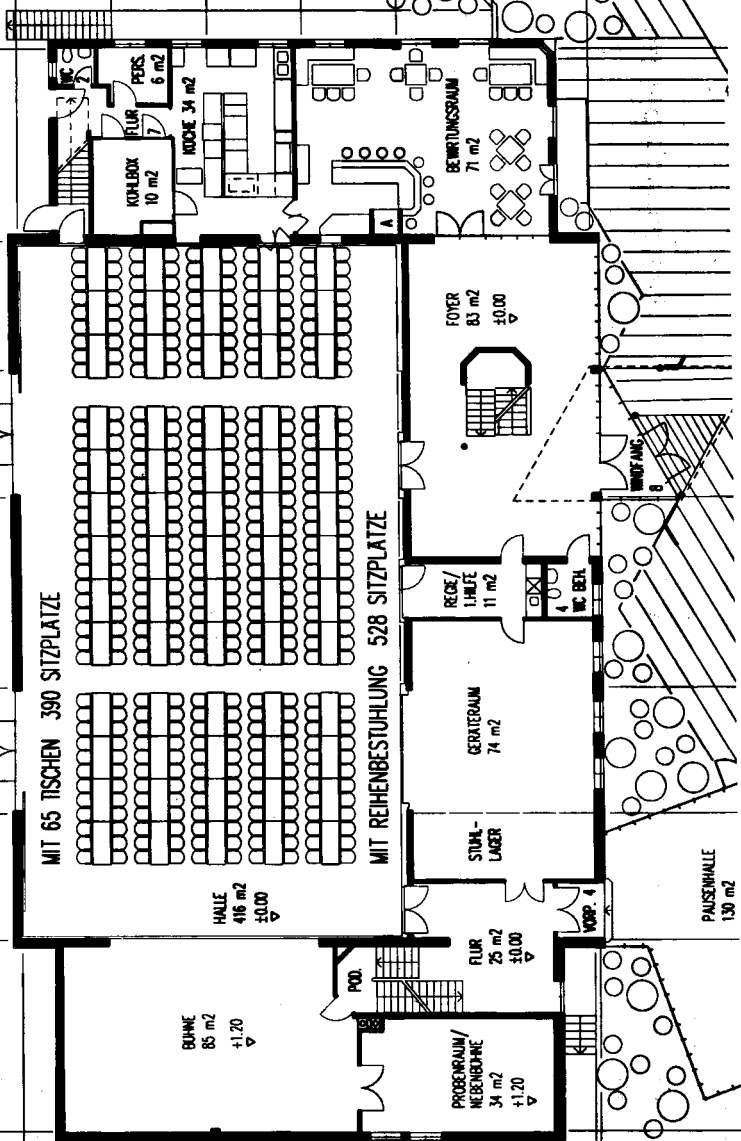 WC
2
PERS.
6 m2
FLUR
7
KÜCHE 34 m2
KÜHLBOX
10 m2
BEWIRTUNGSRAUM
71 m2
A
FOYER
83 m2
±0.00
WINDFANG
8
MIT 65 TISCHEN 390 SITZPLÄTZE
MIT REIHENBESTUHLUNG 528 SITZPLÄTZE
REGIE/
1.HILFE
11 m2
4
WC BEH.
GERÄTERAUM
74 m2
STUHL-
LAGER
HALLE
416 m2
±0.00
FLUR
25 m2
±0.00
VORP. 4
PAUSENHALLE
130 m2
POD.
BÜHNE
85 m2
+1.20
PROBENRAUM/
NEBENBÜHNE
34 m2
+1.20